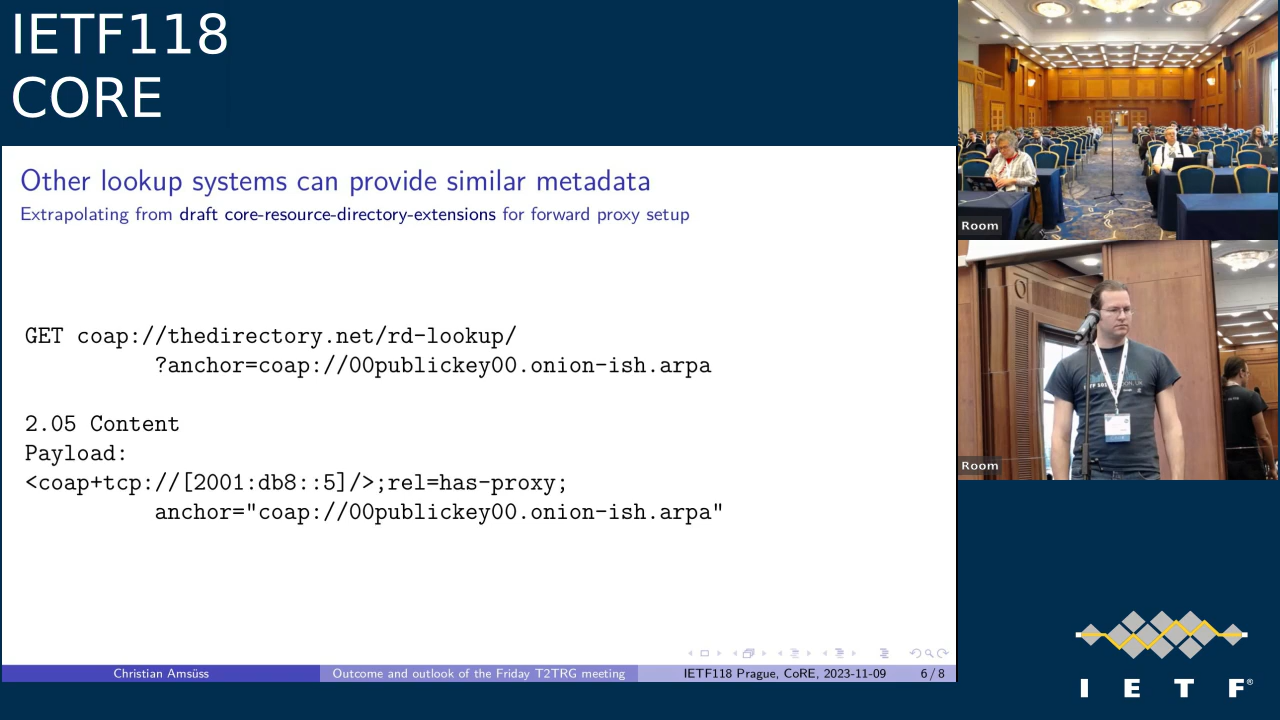 IETF118
CORE
Other lookup systems can provide similar metadata
Extrapolating from draft core-resource-directory-extensions for forward proxy setup
GET coap://thedirectory.net/rd-lookup/
?anchor=coap://00publickey00.onion-ish.arpa
2.05 Content
Payload:
<coap+tcp://[2001:db8::5]/>;rel=has-proxy;
anchor="coap://00publickey00.onion-ish.arpa"
Christian Amsüss
Outcome and outlook of the Friday T2TRG meeting
IETF118 Prague, CoRE, 2023-11-09
6 / 8
Room
Room
I E T F®